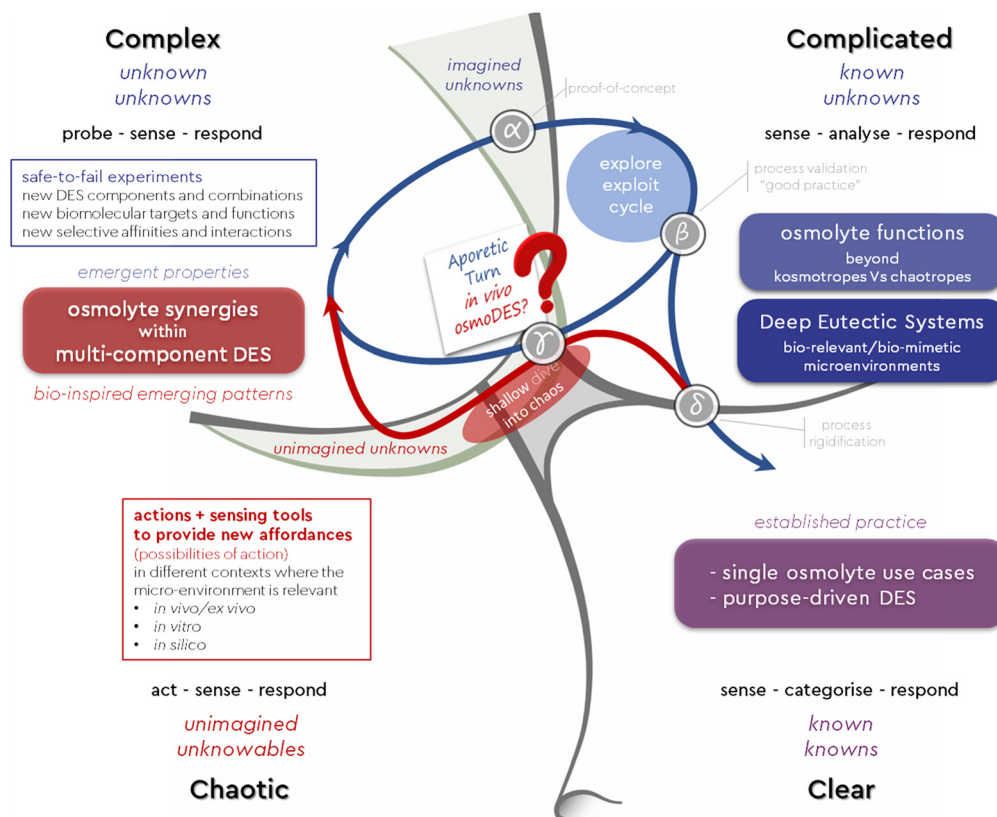 Complex
unknown
unknowns
probe - sense - respond
safe-to-fail experiments
new DES components and combinations
new biomolecular targets and functions
new selective affinities and interactions
emergent properties
osmolyte synergies
within
multi-component DES
bio-inspired emerging patterns
imagined
unknowns
α
proof-of-concept
explore
exploit
cycle
Aporetic
Turn
in vivo
osmoDES?
?
β
γ
shallow dive
into chaos
unimagined unknowns
δ
Complicated
known
unknowns
sense - analyse - respond
process validation
"good practice"
osmolyte functions
beyond
kosmotropes Vs chaotropes
Deep Eutectic Systems
bio-relevant/bio-mimetic
microenvironments
process
rigidification
actions + sensing tools
to provide new affordances
(possibilities of action)
in different contexts where the
micro-environment is relevant
• in vivo/ex vivo
• in vitro
• in silico
act - sense - respond
unimagined
unknowables
Chaotic
established practice
- single osmolyte use cases
- purpose-driven DES
sense - categorise - respond
known
knowns
Clear